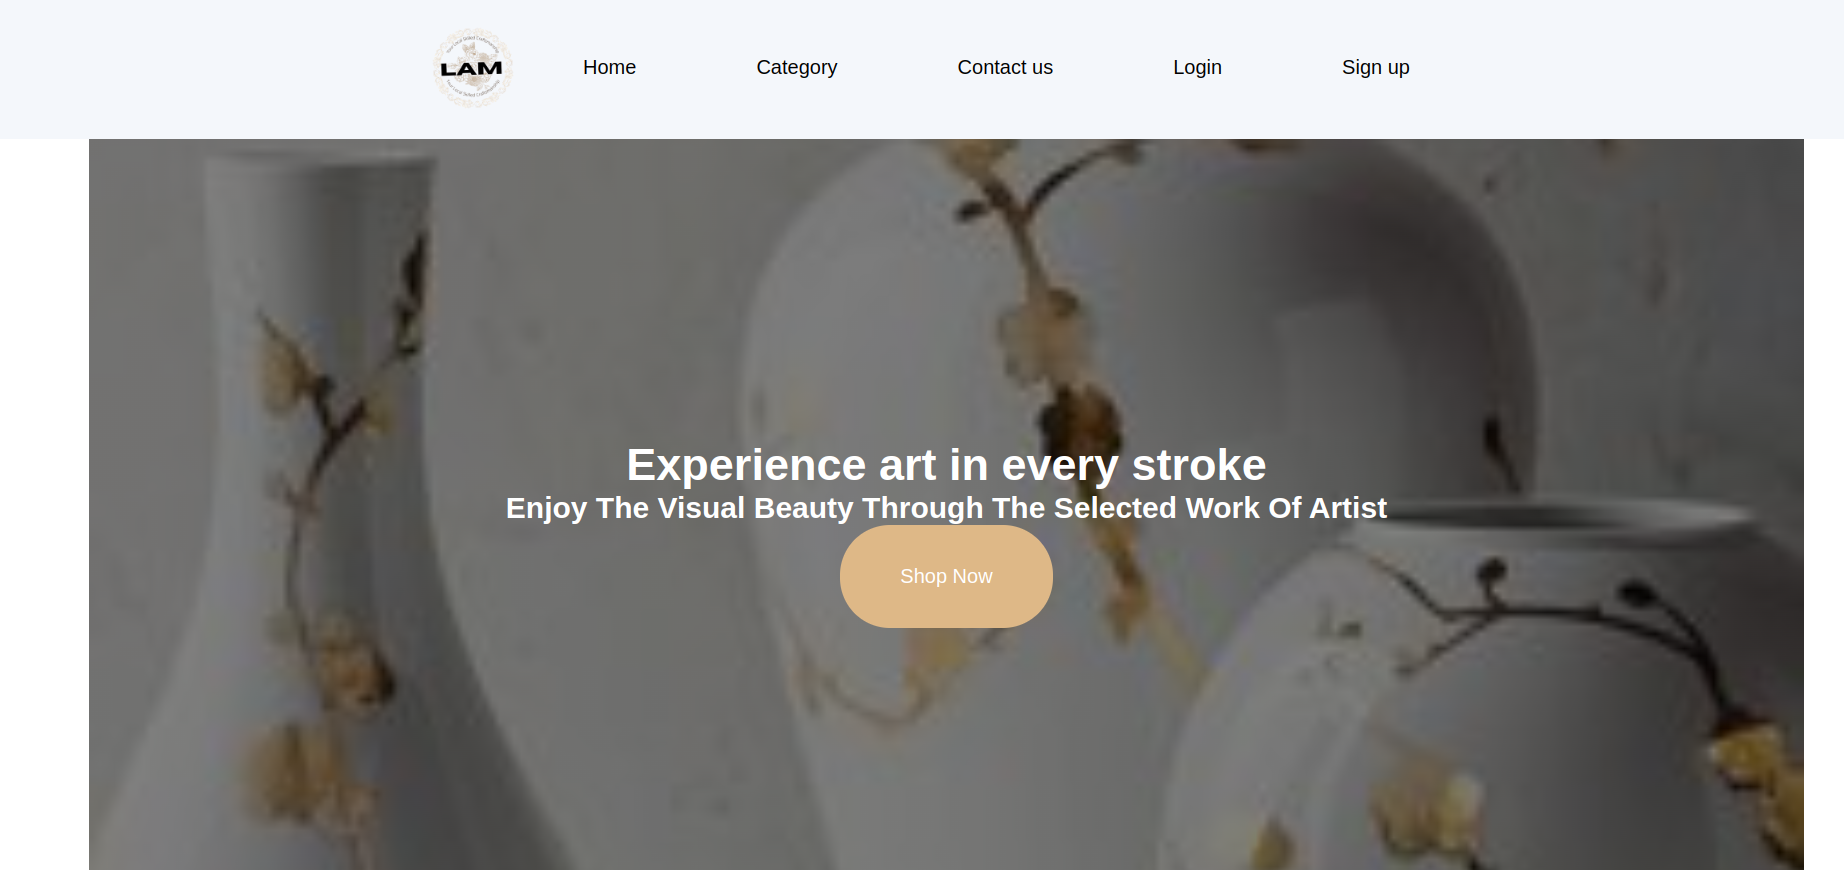 LAM
Home
Category
Contact us
Login
Sign up
Experience art in every stroke
Enjoy The Visual Beauty Through The Selected Work Of Artist
Shop Now